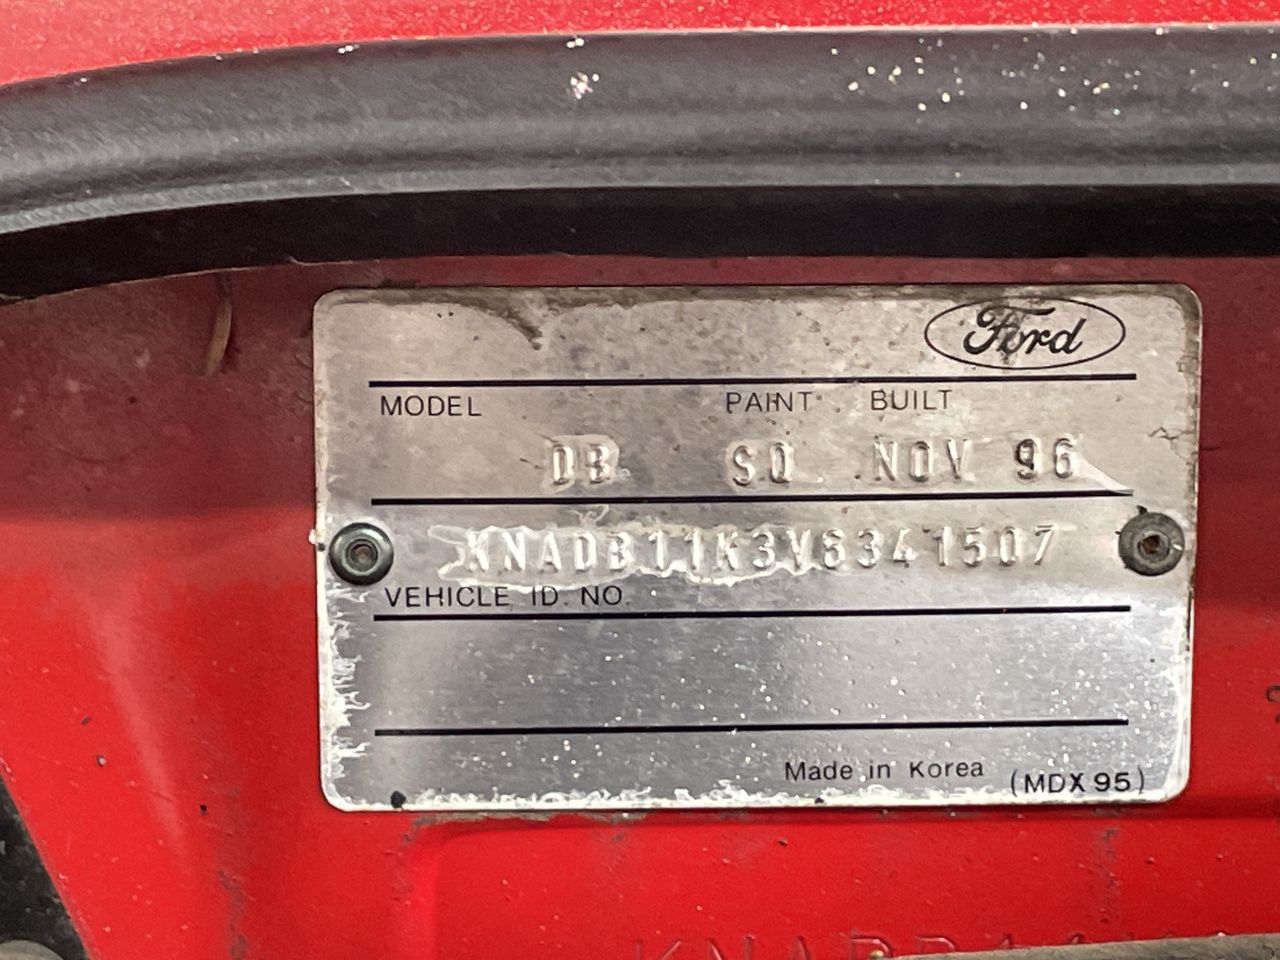 Ford
MODEL PAINT BUILT
DB SQ NOV 96
KNADB11K3V6341507
VEHICLE ID. NO.
Made in Korea (MDX 95)